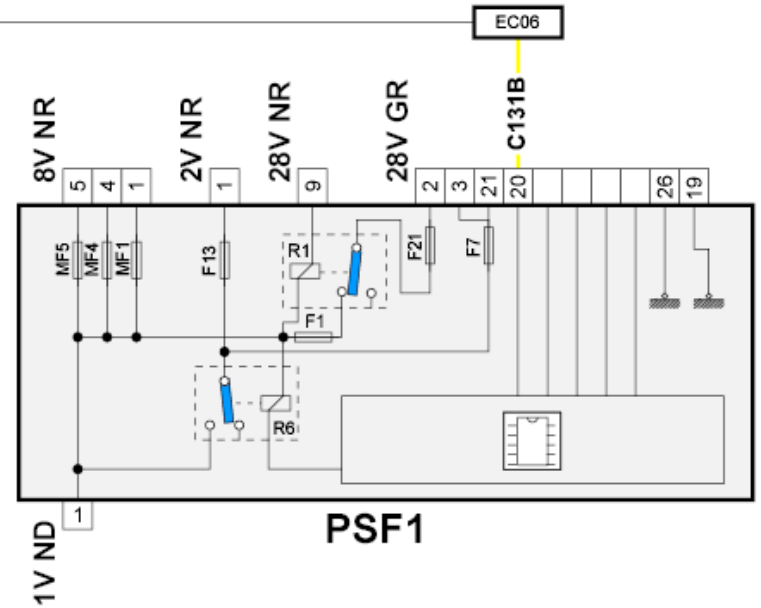 EC06
C131B
8V NR
2V NR
28V NR
28V GR
5
4
1
1
9
2
3
21
20
26
19
MF5
MF4
MF1
F13
R1
F21
F7
F1
R6
1
1V ND
PSF1